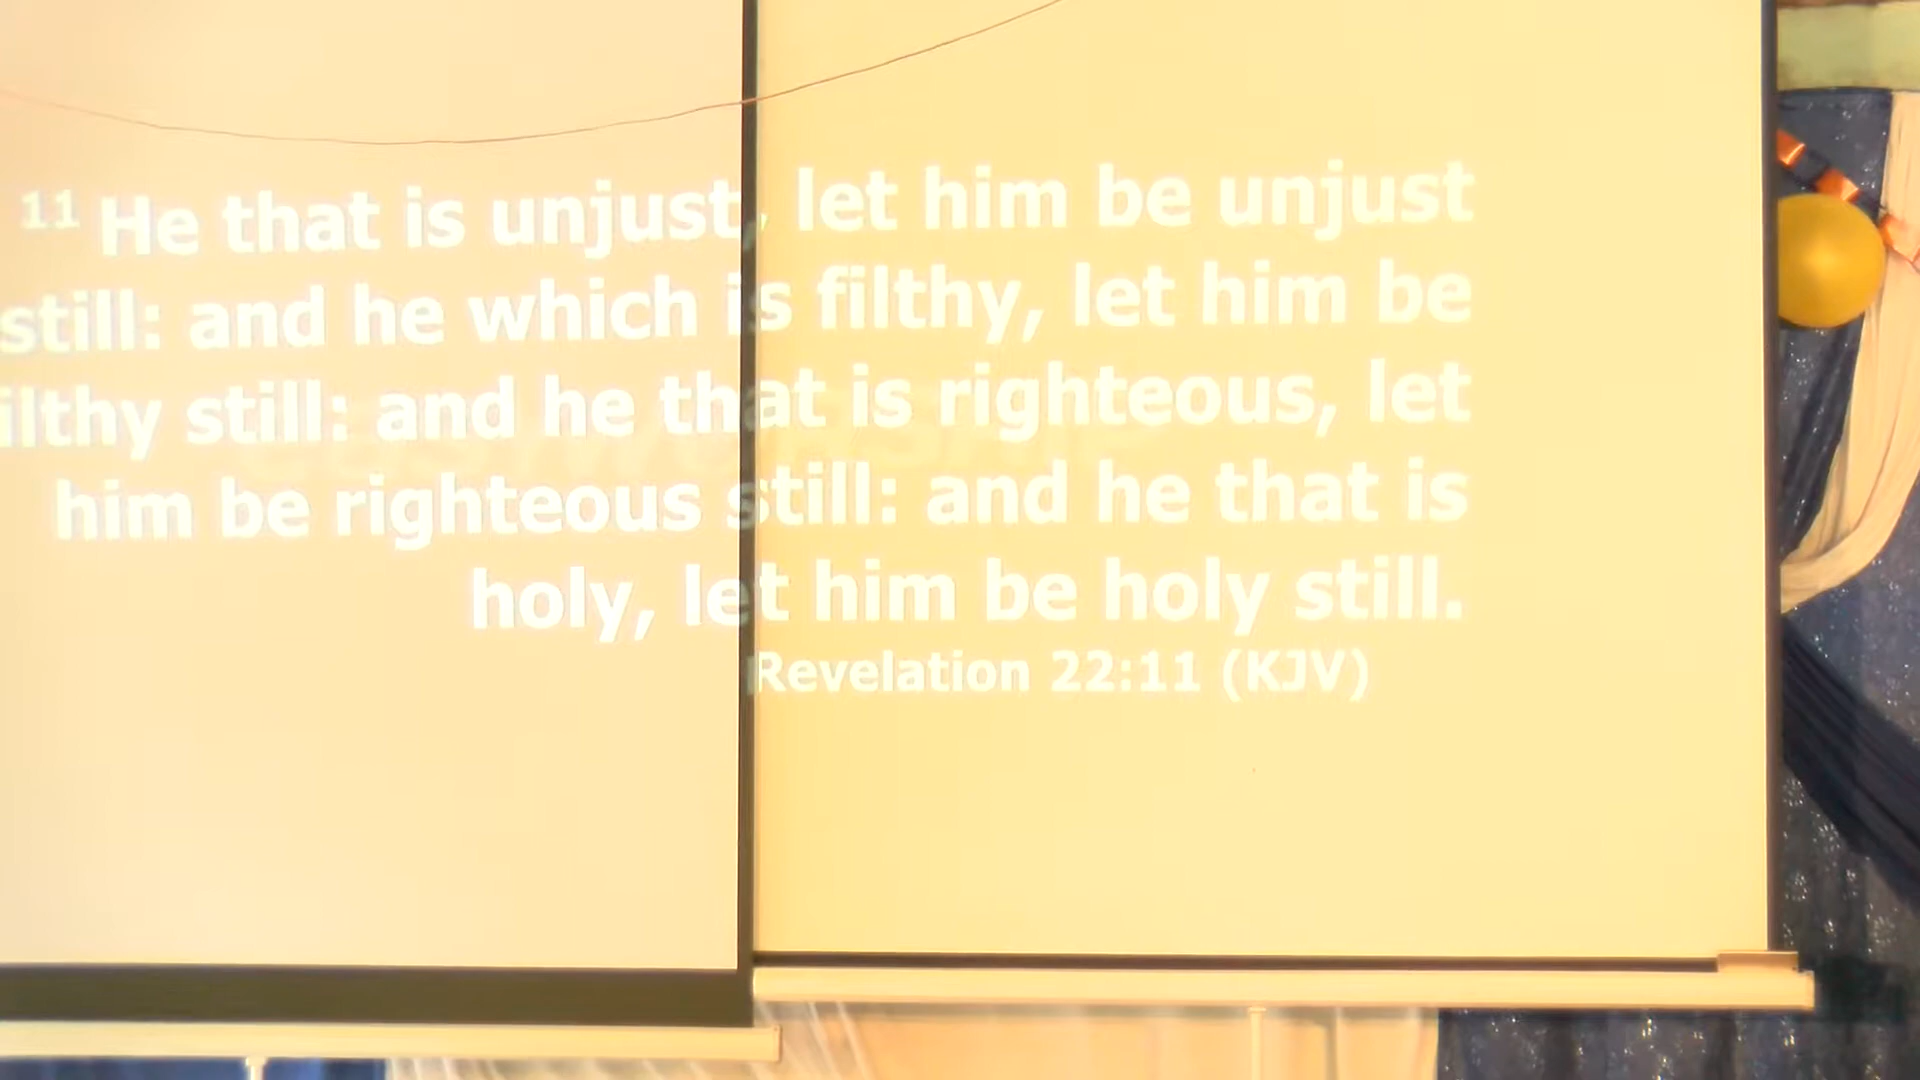 11 He that is unjust, let him be unjust
still: and he which is filthy, let him be
ilthy still: and he that is righteous, let
him be righteous still: and he that is
holy, let him be holy still.
Revelation 22:11 (KJV)